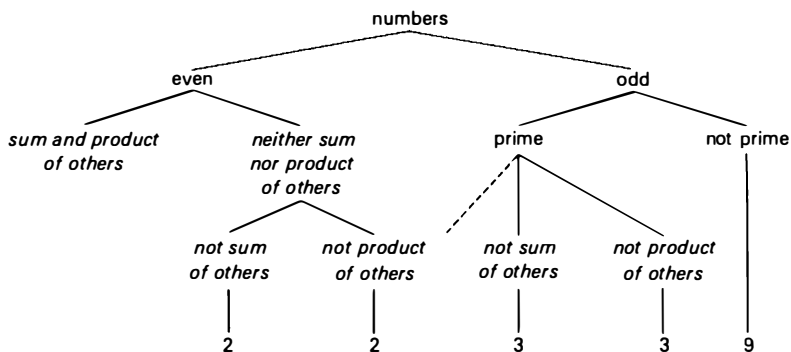 numbers
even odd
sum and product neither sum prime not prime
of others nor product
of others
not sum not product not sum not product
of others of others of others of others
2 2 3 3 9